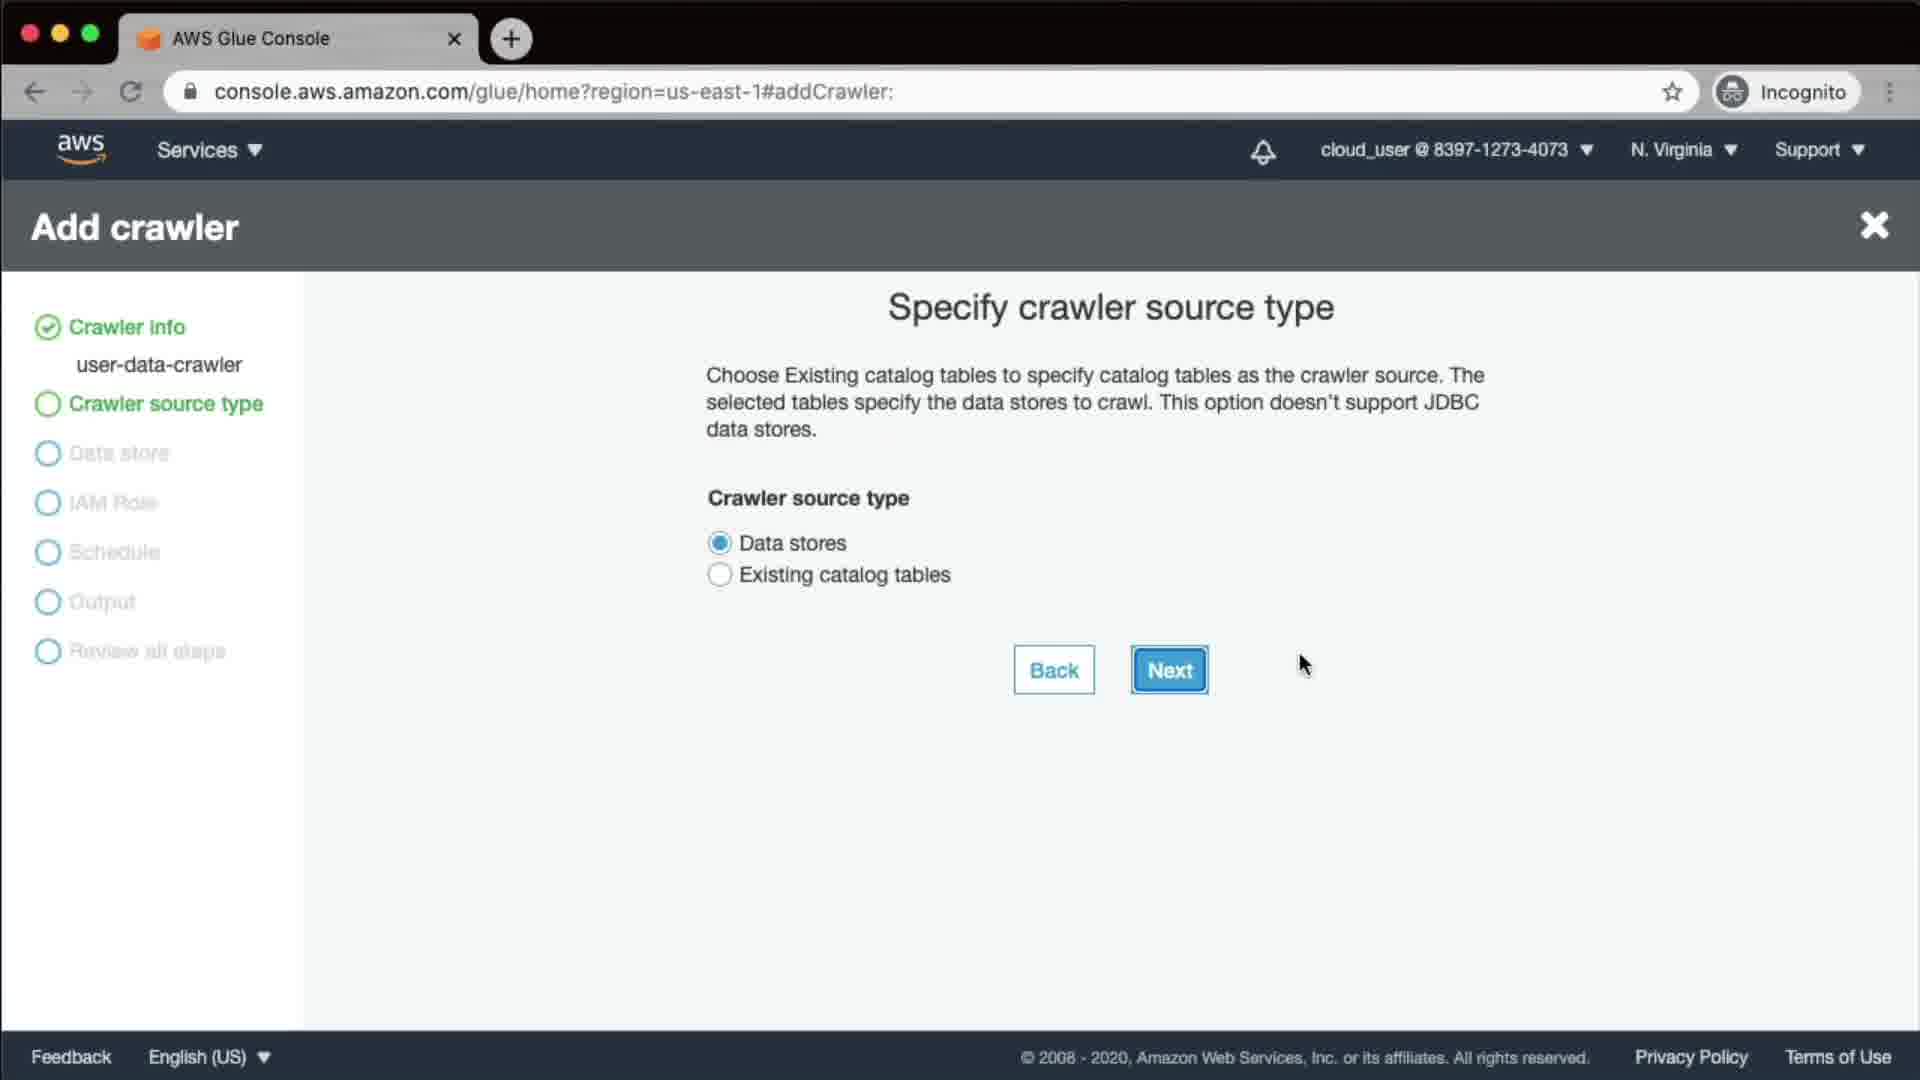 AWS Glue Console
console.aws.amazon.com/glue/home?region=us-east-1#addCrawler:
Incognito
aws
Services
cloud_user @ 8397-1273-4073
N. Virginia
Support
Add crawler
Crawler info
user-data-crawler
Crawler source type
Data store
IAM Role
Schedule
Output
Review all steps
Specify crawler source type
Choose Existing catalog tables to specify catalog tables as the crawler source. The
selected tables specify the data stores to crawl. This option doesn't support JDBC
data stores.
Crawler source type
Data stores
Existing catalog tables
Back
Next
Feedback
English (US)
© 2008 - 2020, Amazon Web Services, Inc. or its affiliates. All rights reserved.
Privacy Policy
Terms of Use